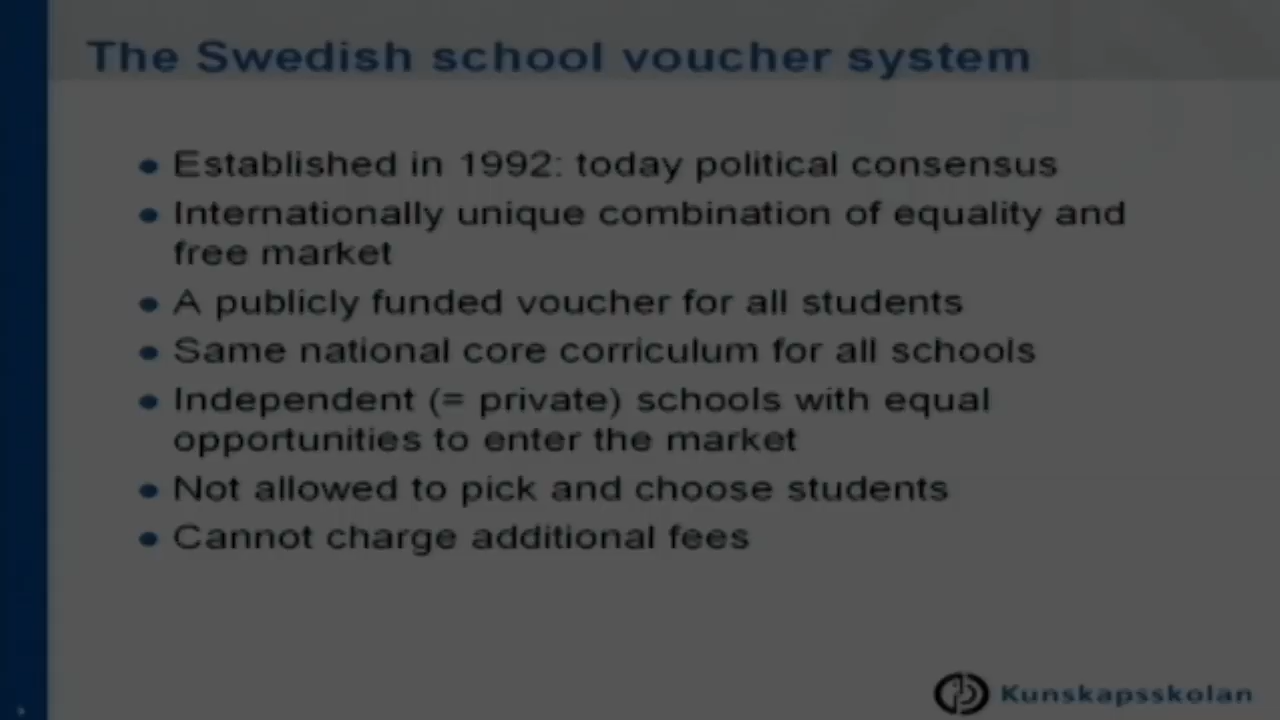 The Swedish school voucher system
• Established in 1992: today political consensus
• Internationally unique combination of equality and
free market
• A publicly funded voucher for all students
• Same national core corriculum for all schools
• Independent (= private) schools with equal
opportunities to enter the market
• Not allowed to pick and choose students
• Cannot charge additional fees
Kunskapsskolan